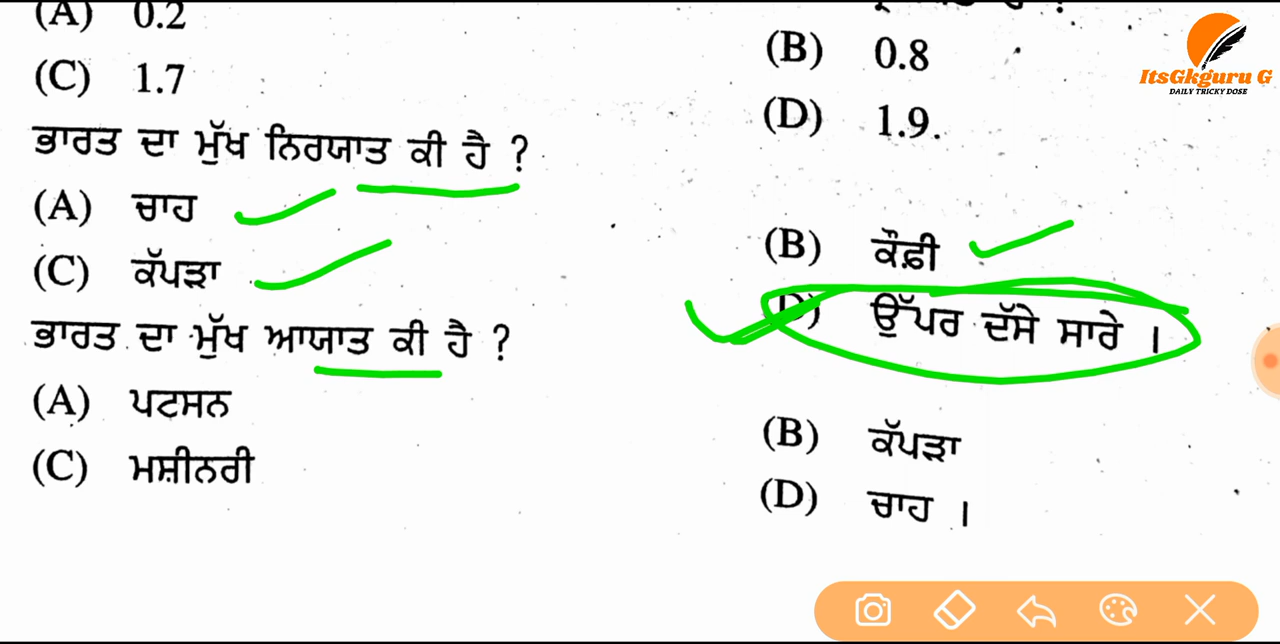 (A) 0.2
(B) 0.8
(C) 1.7
(D) 1.9.
ਭਾਰਤ ਦਾ ਮੁੱਖ ਨਿਰਯਾਤ ਕੀ ਹੈ ?
(A) ਚਾਹ
(B) ਕੌਫ਼ੀ
(C) ਕੱਪੜਾ
(D) ਉੱਪਰ ਦੱਸੇ ਸਾਰੇ ।
ਭਾਰਤ ਦਾ ਮੁੱਖ ਆਯਾਤ ਕੀ ਹੈ ?
(A) ਪਟਸਨ
(B) ਕੱਪੜਾ
(C) ਮਸ਼ੀਨਰੀ
(D) ਚਾਹ ।
ItsGkguru G
DAILY TRICKY DOSE